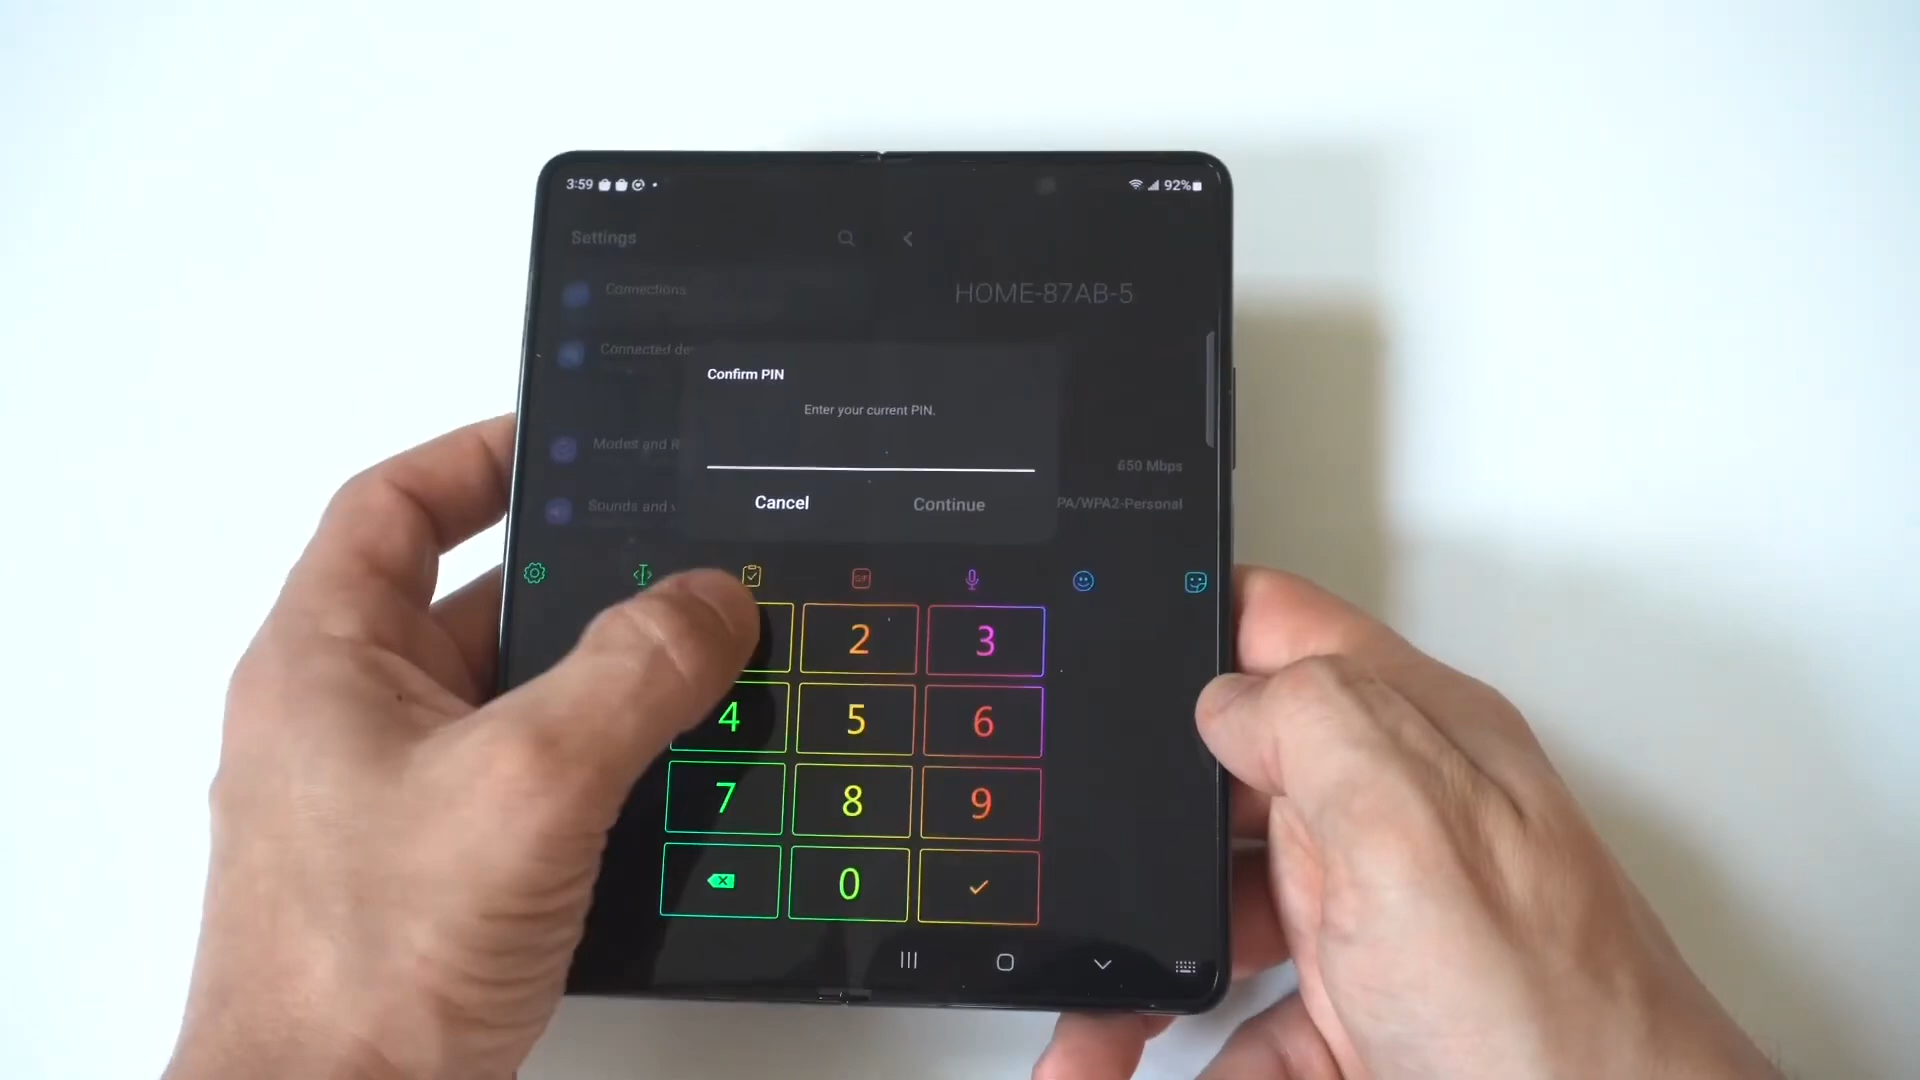 3:59
92%
Settings
HOME-87AB-5
Connections
Connected de
Confirm PIN
Enter your current PIN.
Modes and R
650 Mbps
Sounds and v
Cancel
Continue
PA/WPA2-Personal
GIF
2
3
4
5
6
7
8
9
0